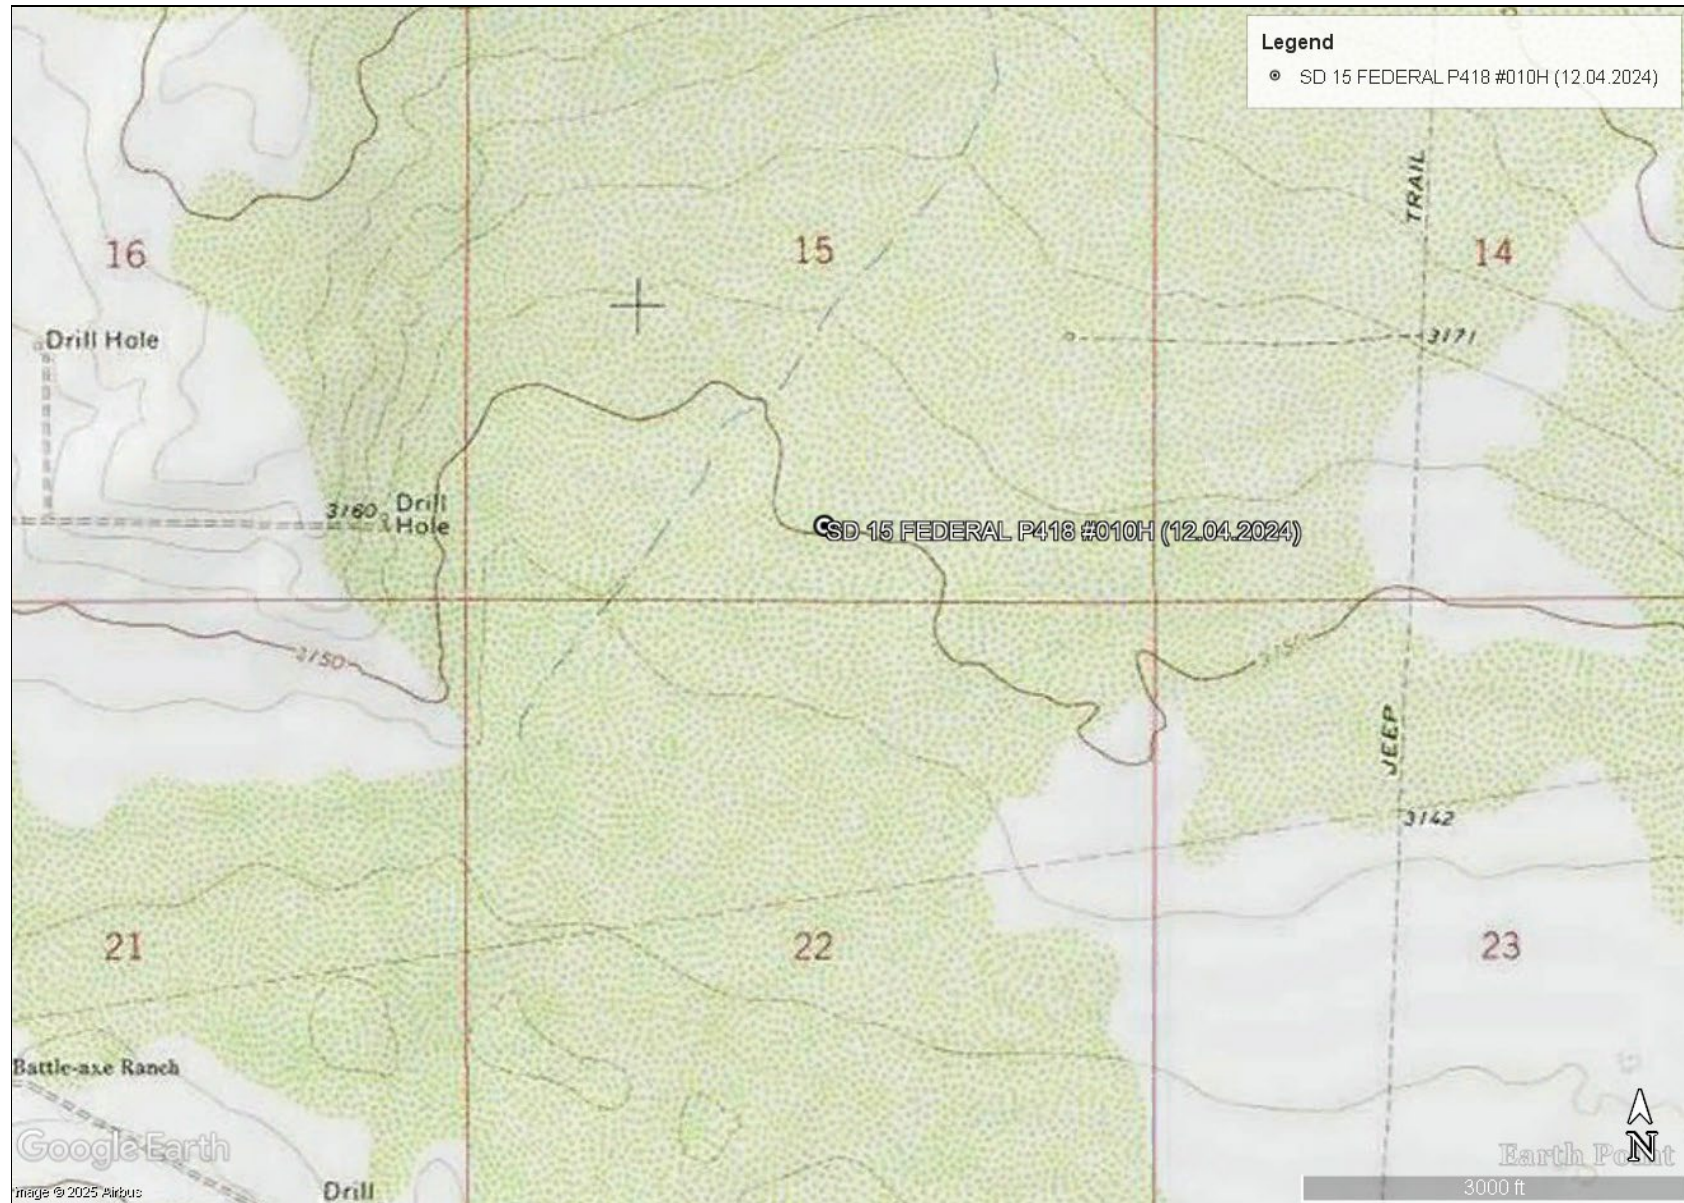 Legend
SD 15 FEDERAL P418 #010H (12.04.2024)
TRAIL
16
15
14
Drill Hole
3171
3160
Drill
Hole
SD 15 FEDERAL P418 #010H (12.04.2024)
3150
3150
JEEP
3142
21
22
23
Battle-axe Ranch
Google Earth
Earth Point
N
Image © 2025 Airbus
Drill
3000 ft